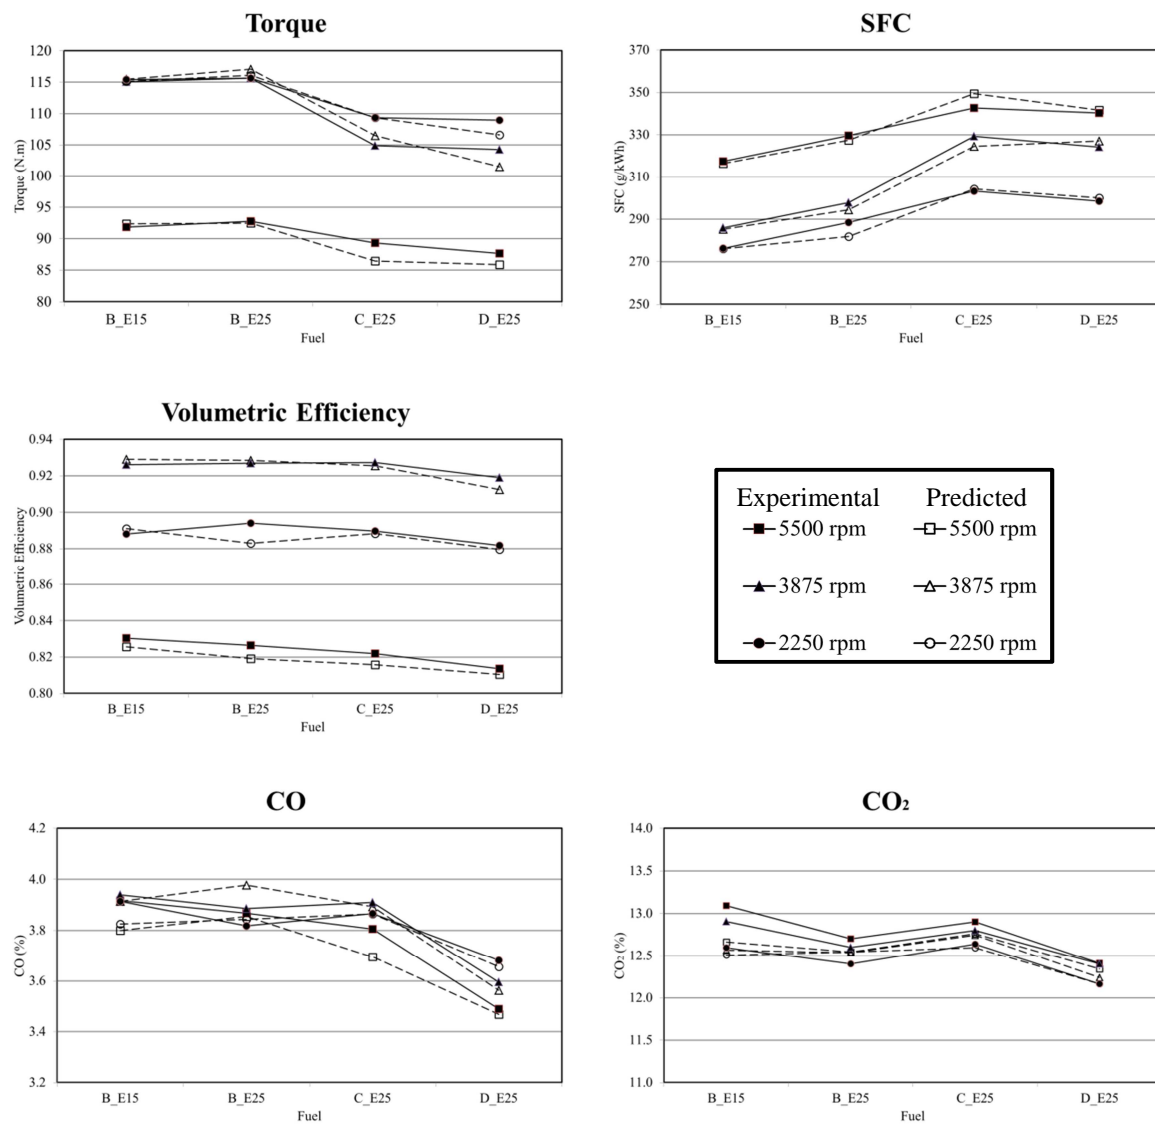 Torque
120
115
110
105
100
95
90
85
80
Torque (N.m)
B_E15 B_E25 C_E25 D_E25
Fuel
SFC
370
350
330
310
290
270
250
SFC (g/kWh)
B_E15 B_E25 C_E25 D_E25
Fuel
Volumetric Efficiency
0.94
0.92
0.90
0.88
0.86
0.84
0.82
0.80
Volumetric Efficiency
B_E15 B_E25 C_E25 D_E25
Fuel
Experimental Predicted
5500 rpm 5500 rpm
3875 rpm 3875 rpm
2250 rpm 2250 rpm
CO
4.2
4.0
3.8
3.6
3.4
3.2
CO (%)
B_E15 B_E25 C_E25 D_E25
Fuel
CO₂
14.0
13.5
13.0
12.5
12.0
11.5
11.0
CO₂ (%)
B_E15 B_E25 C_E25 D_E25
Fuel